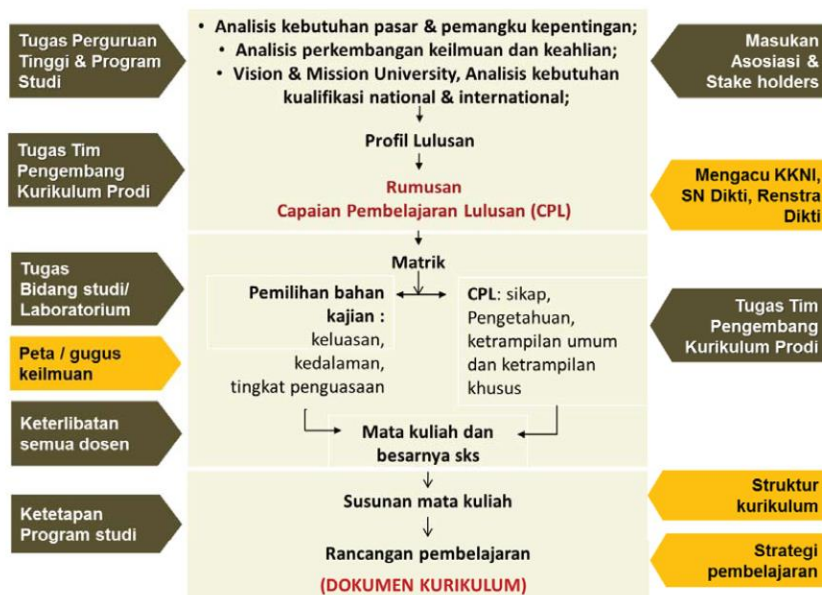 Tugas Perguruan
Tinggi & Program
Studi
• Analisis kebutuhan pasar & pemangku kepentingan;
• Analisis perkembangan keilmuan dan keahlian;
• Vision & Mission University, Analisis kebutuhan
kualifikasi national & international;
Masukan
Asosiasi &
Stake holders
Tugas Tim
Pengembang
Kurikulum Prodi
Profil Lulusan
Rumusan
Capaian Pembelajaran Lulusan (CPL)
Mengacu KKNI,
SN Dikti, Renstra
Dikti
Tugas
Bidang studi/
Laboratorium
Matrik
Pemilihan bahan
kajian :
keluasan,
kedalaman,
tingkat penguasaan
CPL: sikap,
Pengetahuan,
ketrampilan umum
dan ketrampilan
khusus
Tugas Tim
Pengembang
Kurikulum Prodi
Peta / gugus
keilmuan
Keterlibatan
semua dosen
Mata kuliah dan
besarnya sks
Ketetapan
Program studi
Susunan mata kuliah
Struktur
kurikulum
Rancangan pembelajaran
(DOKUMEN KURIKULUM)
Strategi
pembelajaran